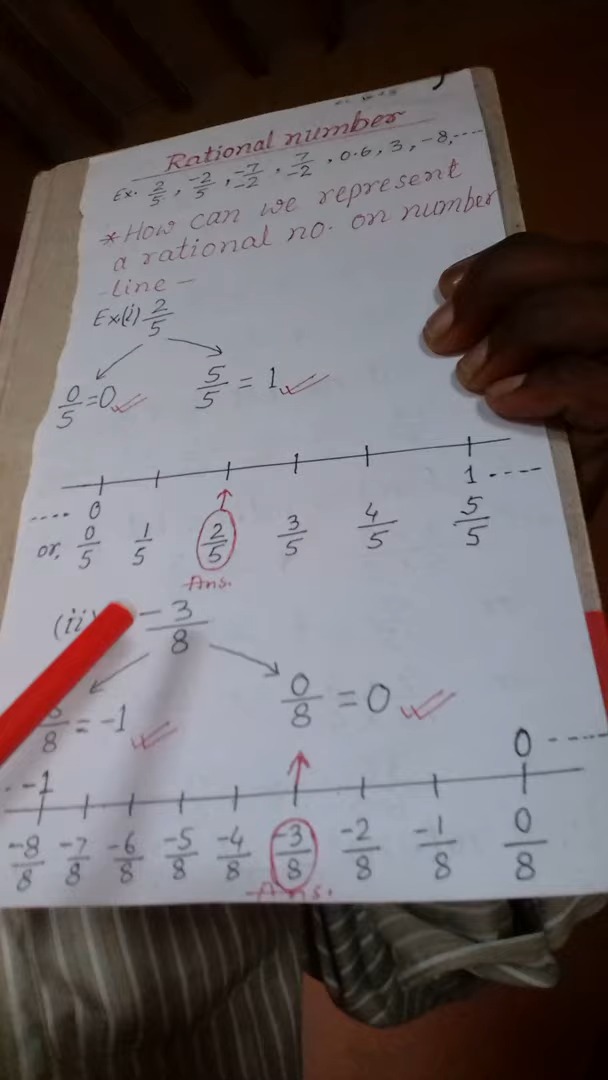 Rational number
Ex. 2/5, -2/5, -7/-2, 7/-2, 0.6, 3, -8,----
*How can we represent
a rational no. on number
-line-
Ex(i) 2/5
0/5=0 5/5 = 1
0 1 ----
---- or, 0/5 1/5 2/5 3/5 4/5 5/5
Ans.
(ii) -3/8
/8 = -1 0/8 = 0
-1 0 ----
-8/8 -7/8 -6/8 -5/8 -4/8 -3/8 -2/8 -1/8 0/8
Ans.